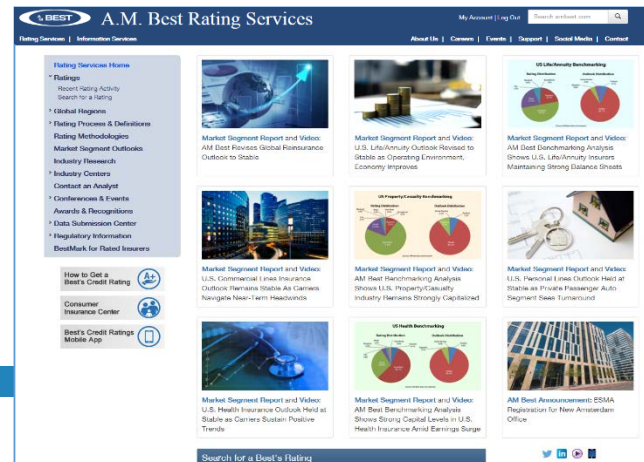 BEST
A.M. Best Rating Services
My Account | Log Out
Search ambest.com
Rating Services | Information Services
About Us | Careers | Events | Support | Social Media | Contact
Rating Services Home
Ratings
Recent Rating Activity
Search for a Rating
Global Regions
Rating Process & Definitions
Rating Methodologies
Market Segment Outlooks
Industry Research
Industry Centers
Contact an Analyst
Conferences & Events
Awards & Recognitions
Data Submission Center
Regulatory Information
BestMark for Rated Insurers
How to Get a
Best's Credit Rating
A+
Consumer
Insurance Center
Best's Credit Ratings
Mobile App
Market Segment Report and Video:
AM Best Revises Global Reinsurance
Outlook to Stable
Market Segment Report and Video:
U.S. Life/Annuity Outlook Revised to
Stable as Operating Environment,
Economy Improves
US Life/Annuity Benchmarking
Rating Distribution
Outlook Distribution
Market Segment Report and Video:
AM Best Benchmarking Analysis
Shows U.S. Life/Annuity Insurers
Maintaining Strong Balance Sheets
Market Segment Report and Video:
U.S. Commercial Lines Insurance
Outlook Remains Stable As Carriers
Navigate Near-Term Headwinds
US Property/Casualty Benchmarking
Rating Distribution
Outlook Distribution
Market Segment Report and Video:
AM Best Benchmarking Analysis
Shows U.S. Property/Casualty
Industry Remains Strongly Capitalized
Market Segment Report and Video:
U.S. Personal Lines Outlook Held at
Stable as Private Passenger Auto
Segment Sees Turnaround
Market Segment Report and Video:
U.S. Health Insurance Outlook Held at
Stable as Carriers Sustain Positive
Trends
US Health Benchmarking
Rating Distribution
Outlook Distribution
Market Segment Report and Video:
AM Best Benchmarking Analysis
Shows Strong Capital Levels in U.S.
Health Insurance Amid Earnings Surge
AM Best Announcement: ESMA
Registration for New Amsterdam
Office
Search for a Best's Rating